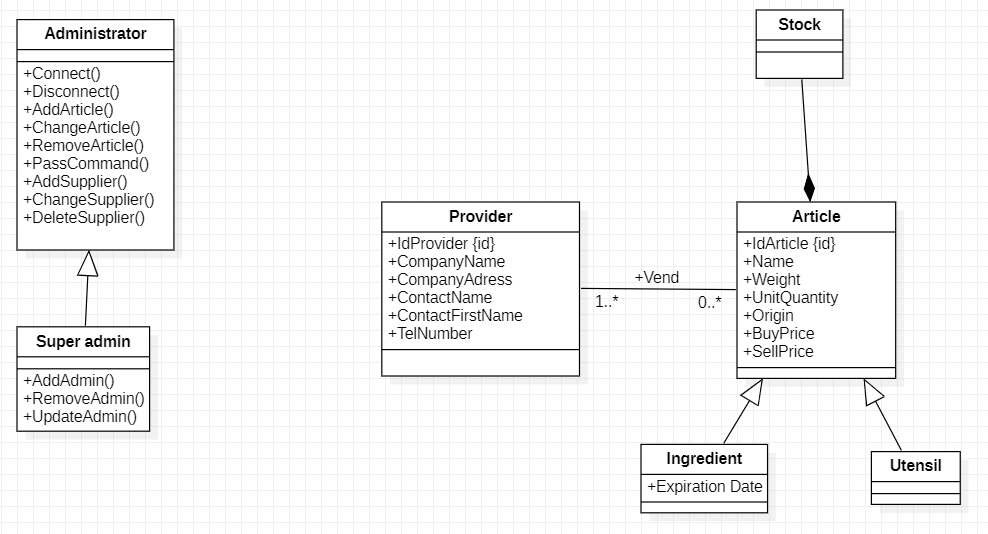 Administrator
+Connect()
+Disconnect()
+AddArticle()
+ChangeArticle()
+RemoveArticle()
+PassCommand()
+AddSupplier()
+ChangeSupplier()
+DeleteSupplier()
Super admin
+AddAdmin()
+RemoveAdmin()
+UpdateAdmin()
Provider
+IdProvider {id}
+CompanyName
+CompanyAdress
+ContactName
+ContactFirstName
+TelNumber
+Vend
1..*
0..*
Stock
Article
+IdArticle {id}
+Name
+Weight
+UnitQuantity
+Origin
+BuyPrice
+SellPrice
Ingredient
+Expiration Date
Utensil